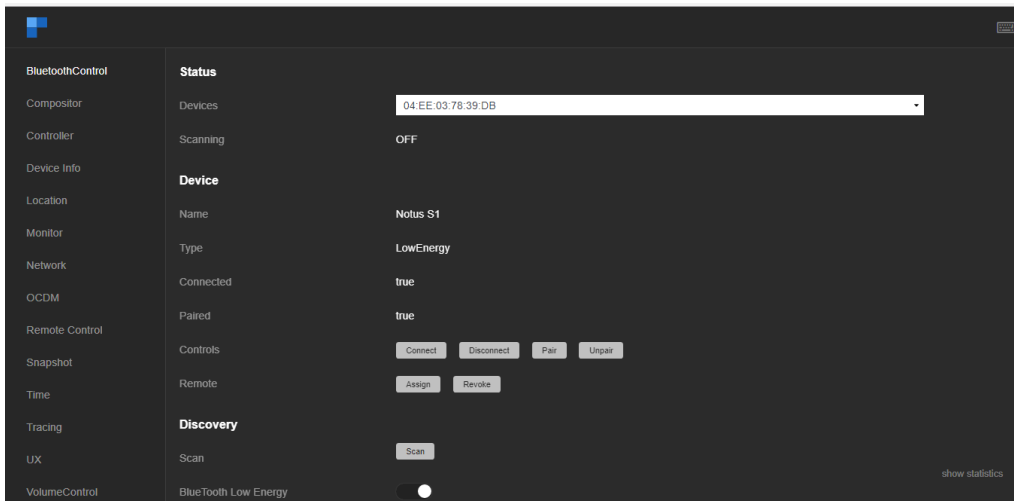 BluetoothControl
Compositor
Controller
Device Info
Location
Monitor
Network
OCDM
Remote Control
Snapshot
Time
Tracing
UX
VolumeControl
Status
Devices 04:EE:03:78:39:DB
Scanning OFF
Device
Name Notus S1
Type LowEnergy
Connected true
Paired true
Controls Connect Disconnect Pair Unpair
Remote Assign Revoke
Discovery
Scan Scan
show statistics
BlueTooth Low Energy